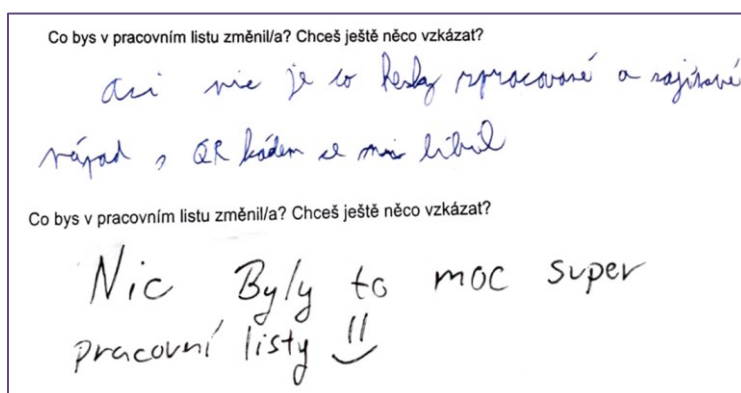 Co bys v pracovním listu změnil/a? Chceš ještě něco vzkázat?
asi nic je to hesky zpracované a zajímavé
nápad s QR kódem se mi líbil
Co bys v pracovním listu změnil/a? Chceš ještě něco vzkázat?
Nic Byly to moc super
pracovní listy